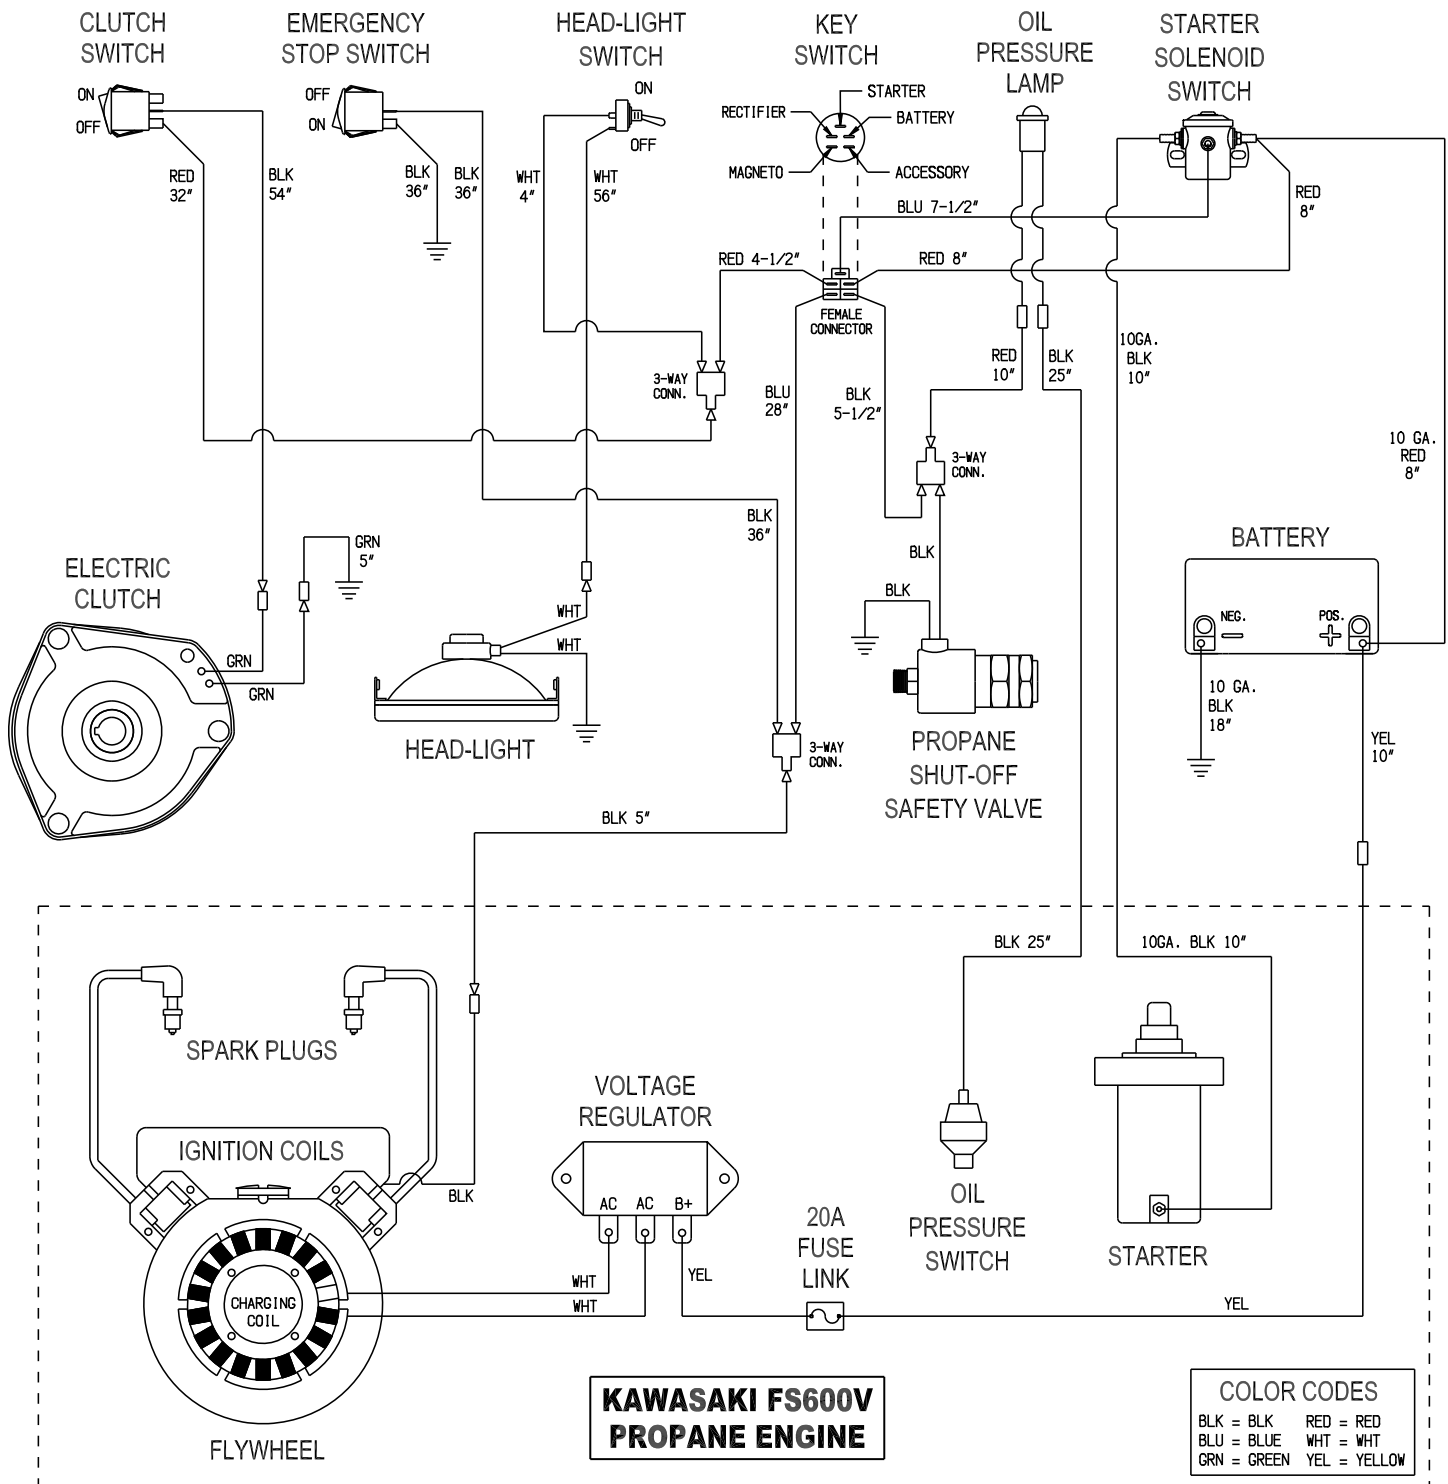 CLUTCH
SWITCH
EMERGENCY
STOP SWITCH
HEAD-LIGHT
SWITCH
KEY
SWITCH
OIL
PRESSURE
LAMP
STARTER
SOLENOID
SWITCH
ON
OFF
OFF
ON
ON
OFF
STARTER
RECTIFIER
BATTERY
MAGNETO
ACCESSORY
RED
32"
BLK
54"
BLK
36"
BLK
36"
WHT
4"
WHT
56"
BLU 7-1/2"
RED
8"
RED 4-1/2"
RED 8"
FEMALE
CONNECTOR
3-WAY
CONN.
BLU
28"
BLK
5-1/2"
RED
10"
BLK
25"
10GA.
BLK
10"
10 GA.
RED
8"
3-WAY
CONN.
BLK
36"
BLK
BLK
GRN
5"
ELECTRIC
CLUTCH
GRN
GRN
WHT
WHT
HEAD-LIGHT
BATTERY
NEG.
POS.
10 GA.
BLK
18"
YEL
10"
3-WAY
CONN.
PROPANE
SHUT-OFF
SAFETY VALVE
BLK 5"
BLK 25"
10GA. BLK 10"
SPARK PLUGS
IGNITION COILS
BLK
VOLTAGE
REGULATOR
AC AC B+
WHT
WHT
YEL
20A
FUSE
LINK
OIL
PRESSURE
SWITCH
STARTER
YEL
CHARGING
COIL
FLYWHEEL
KAWASAKI FS600V
PROPANE ENGINE
COLOR CODES
BLK = BLK RED = RED
BLU = BLUE WHT = WHT
GRN = GREEN YEL = YELLOW